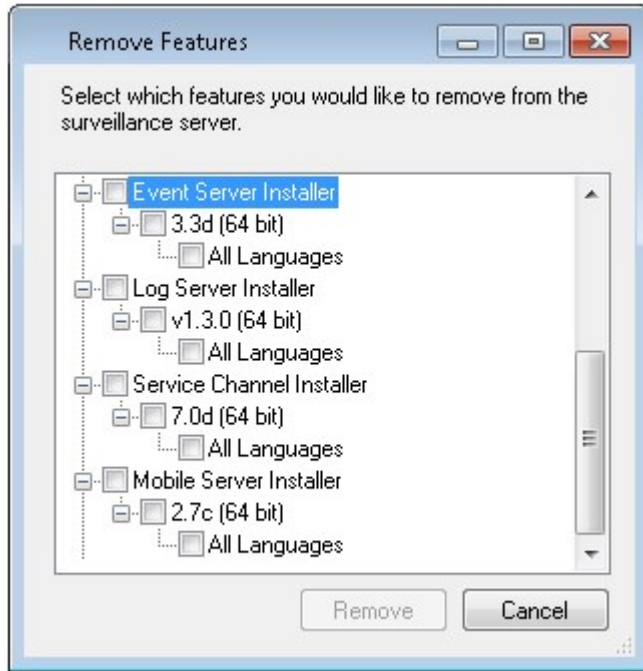 Remove Features
Select which features you would like to remove from the
surveillance server.
Event Server Installer
3.3d (64 bit)
All Languages
Log Server Installer
v1.3.0 (64 bit)
All Languages
Service Channel Installer
7.0d (64 bit)
All Languages
Mobile Server Installer
2.7c (64 bit)
All Languages
Remove Cancel